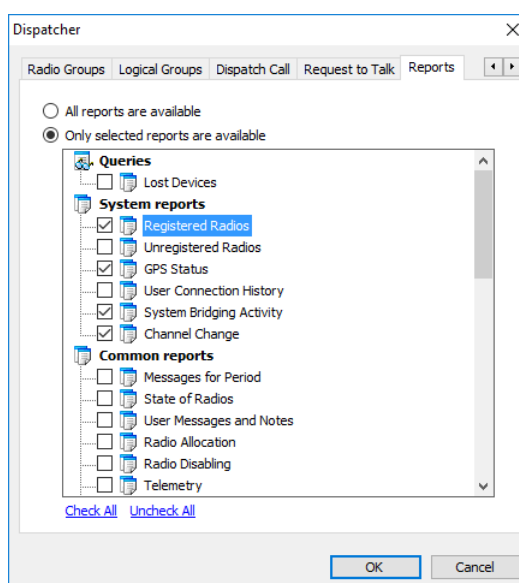 Dispatcher
Radio Groups Logical Groups Dispatch Call Request to Talk Reports
All reports are available
Only selected reports are available
Queries
Lost Devices
System reports
Registered Radios
Unregistered Radios
GPS Status
User Connection History
System Bridging Activity
Channel Change
Common reports
Messages for Period
State of Radios
User Messages and Notes
Radio Allocation
Radio Disabling
Telemetry
Check All Uncheck All
OK Cancel